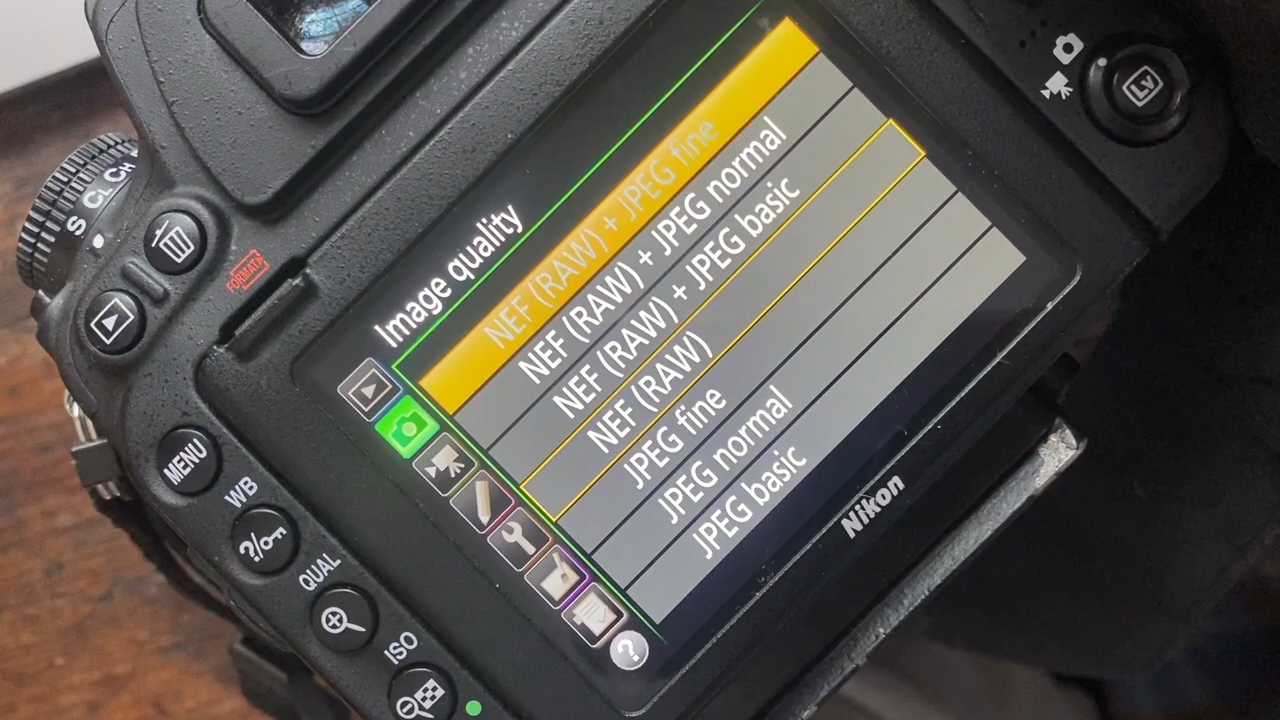 Image quality
NEF (RAW) + JPEG fine
NEF (RAW) + JPEG normal
NEF (RAW) + JPEG basic
NEF (RAW)
JPEG fine
JPEG normal
JPEG basic
?
Nikon
Lv
S CL CH
FORMAT
MENU
WB
?/
QUAL
ISO